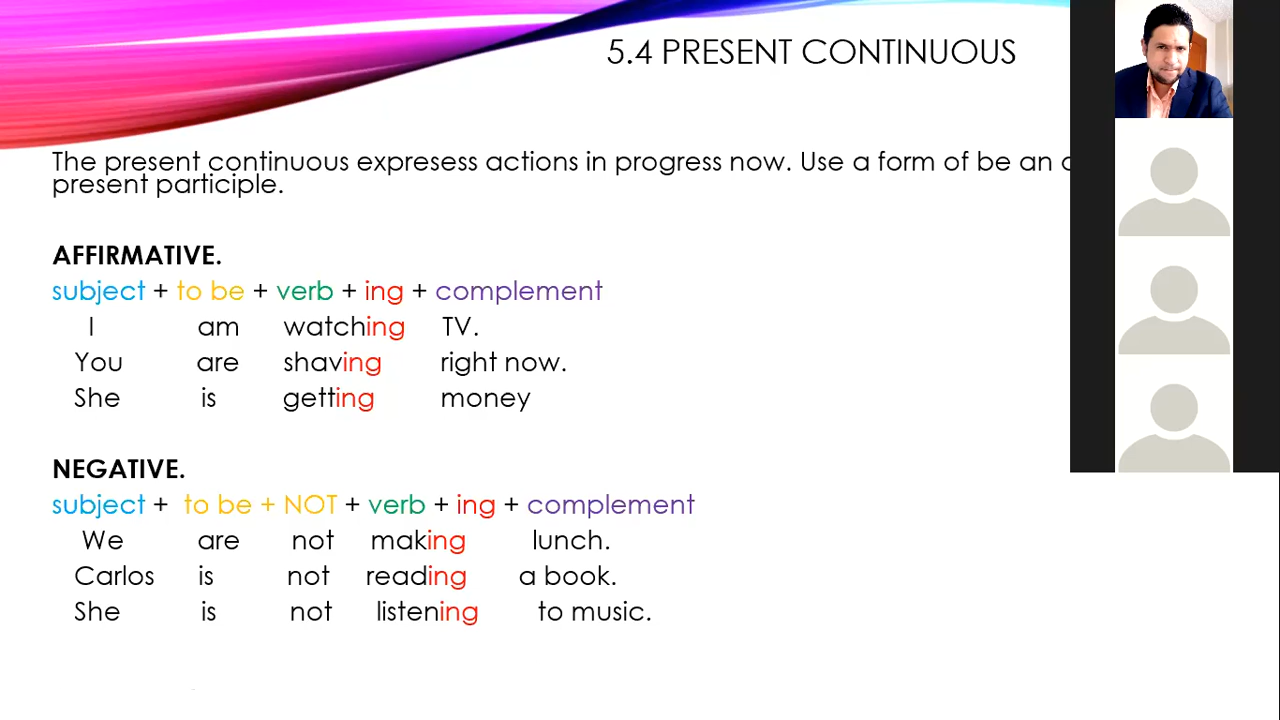 5.4 PRESENT CONTINUOUS
The present continuous expresess actions in progress now. Use a form of be an
present participle.
AFFIRMATIVE.
subject + to be + verb + ing + complement
I am watching TV.
You are shaving right now.
She is getting money
NEGATIVE.
subject + to be + NOT + verb + ing + complement
We are not making lunch.
Carlos is not reading a book.
She is not listening to music.